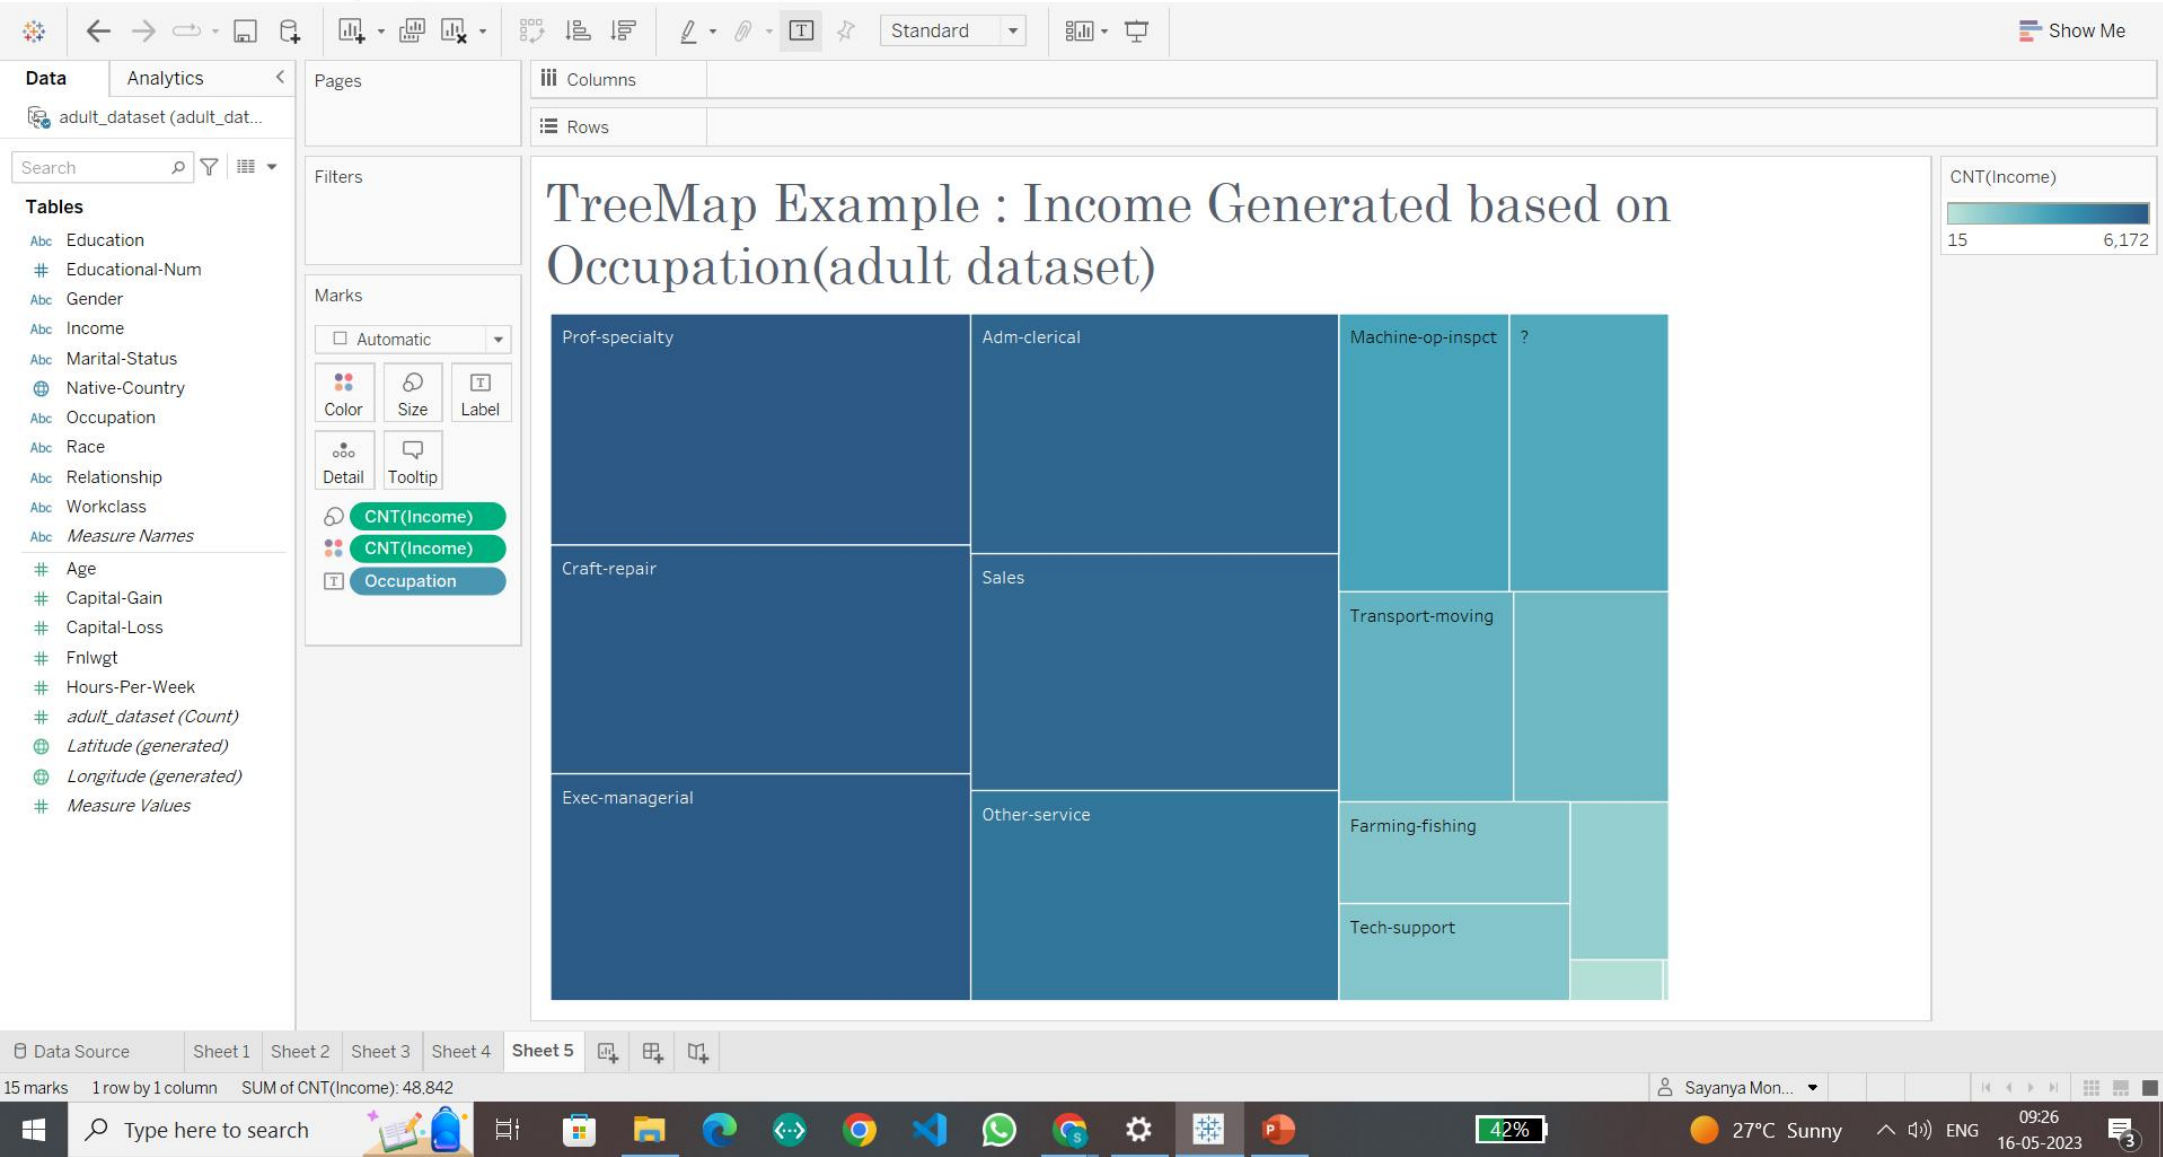 Standard
Show Me
Data
Analytics
Pages
Columns
adult_dataset (adult_dat...
Rows
Search
Filters
Tables
Abc Education
# Educational-Num
Abc Gender
Abc Income
Abc Marital-Status
Native-Country
Abc Occupation
Abc Race
Abc Relationship
Abc Workclass
Abc Measure Names
# Age
# Capital-Gain
# Capital-Loss
# Fnlwgt
# Hours-Per-Week
# adult_dataset (Count)
Latitude (generated)
Longitude (generated)
# Measure Values
Marks
Automatic
Color Size Label
Detail Tooltip
CNT(Income)
CNT(Income)
Occupation
TreeMap Example : Income Generated based on
Occupation(adult dataset)
Prof-specialty
Craft-repair
Exec-managerial
Adm-clerical
Sales
Other-service
Machine-op-inspct
?
Transport-moving
Farming-fishing
Tech-support
CNT(Income)
15 6,172
Data Source Sheet 1 Sheet 2 Sheet 3 Sheet 4 Sheet 5
15 marks 1 row by 1 column SUM of CNT(Income): 48,842
Sayanya Mon...
Type here to search
42%
27°C Sunny
ENG
09:26
16-05-2023
3